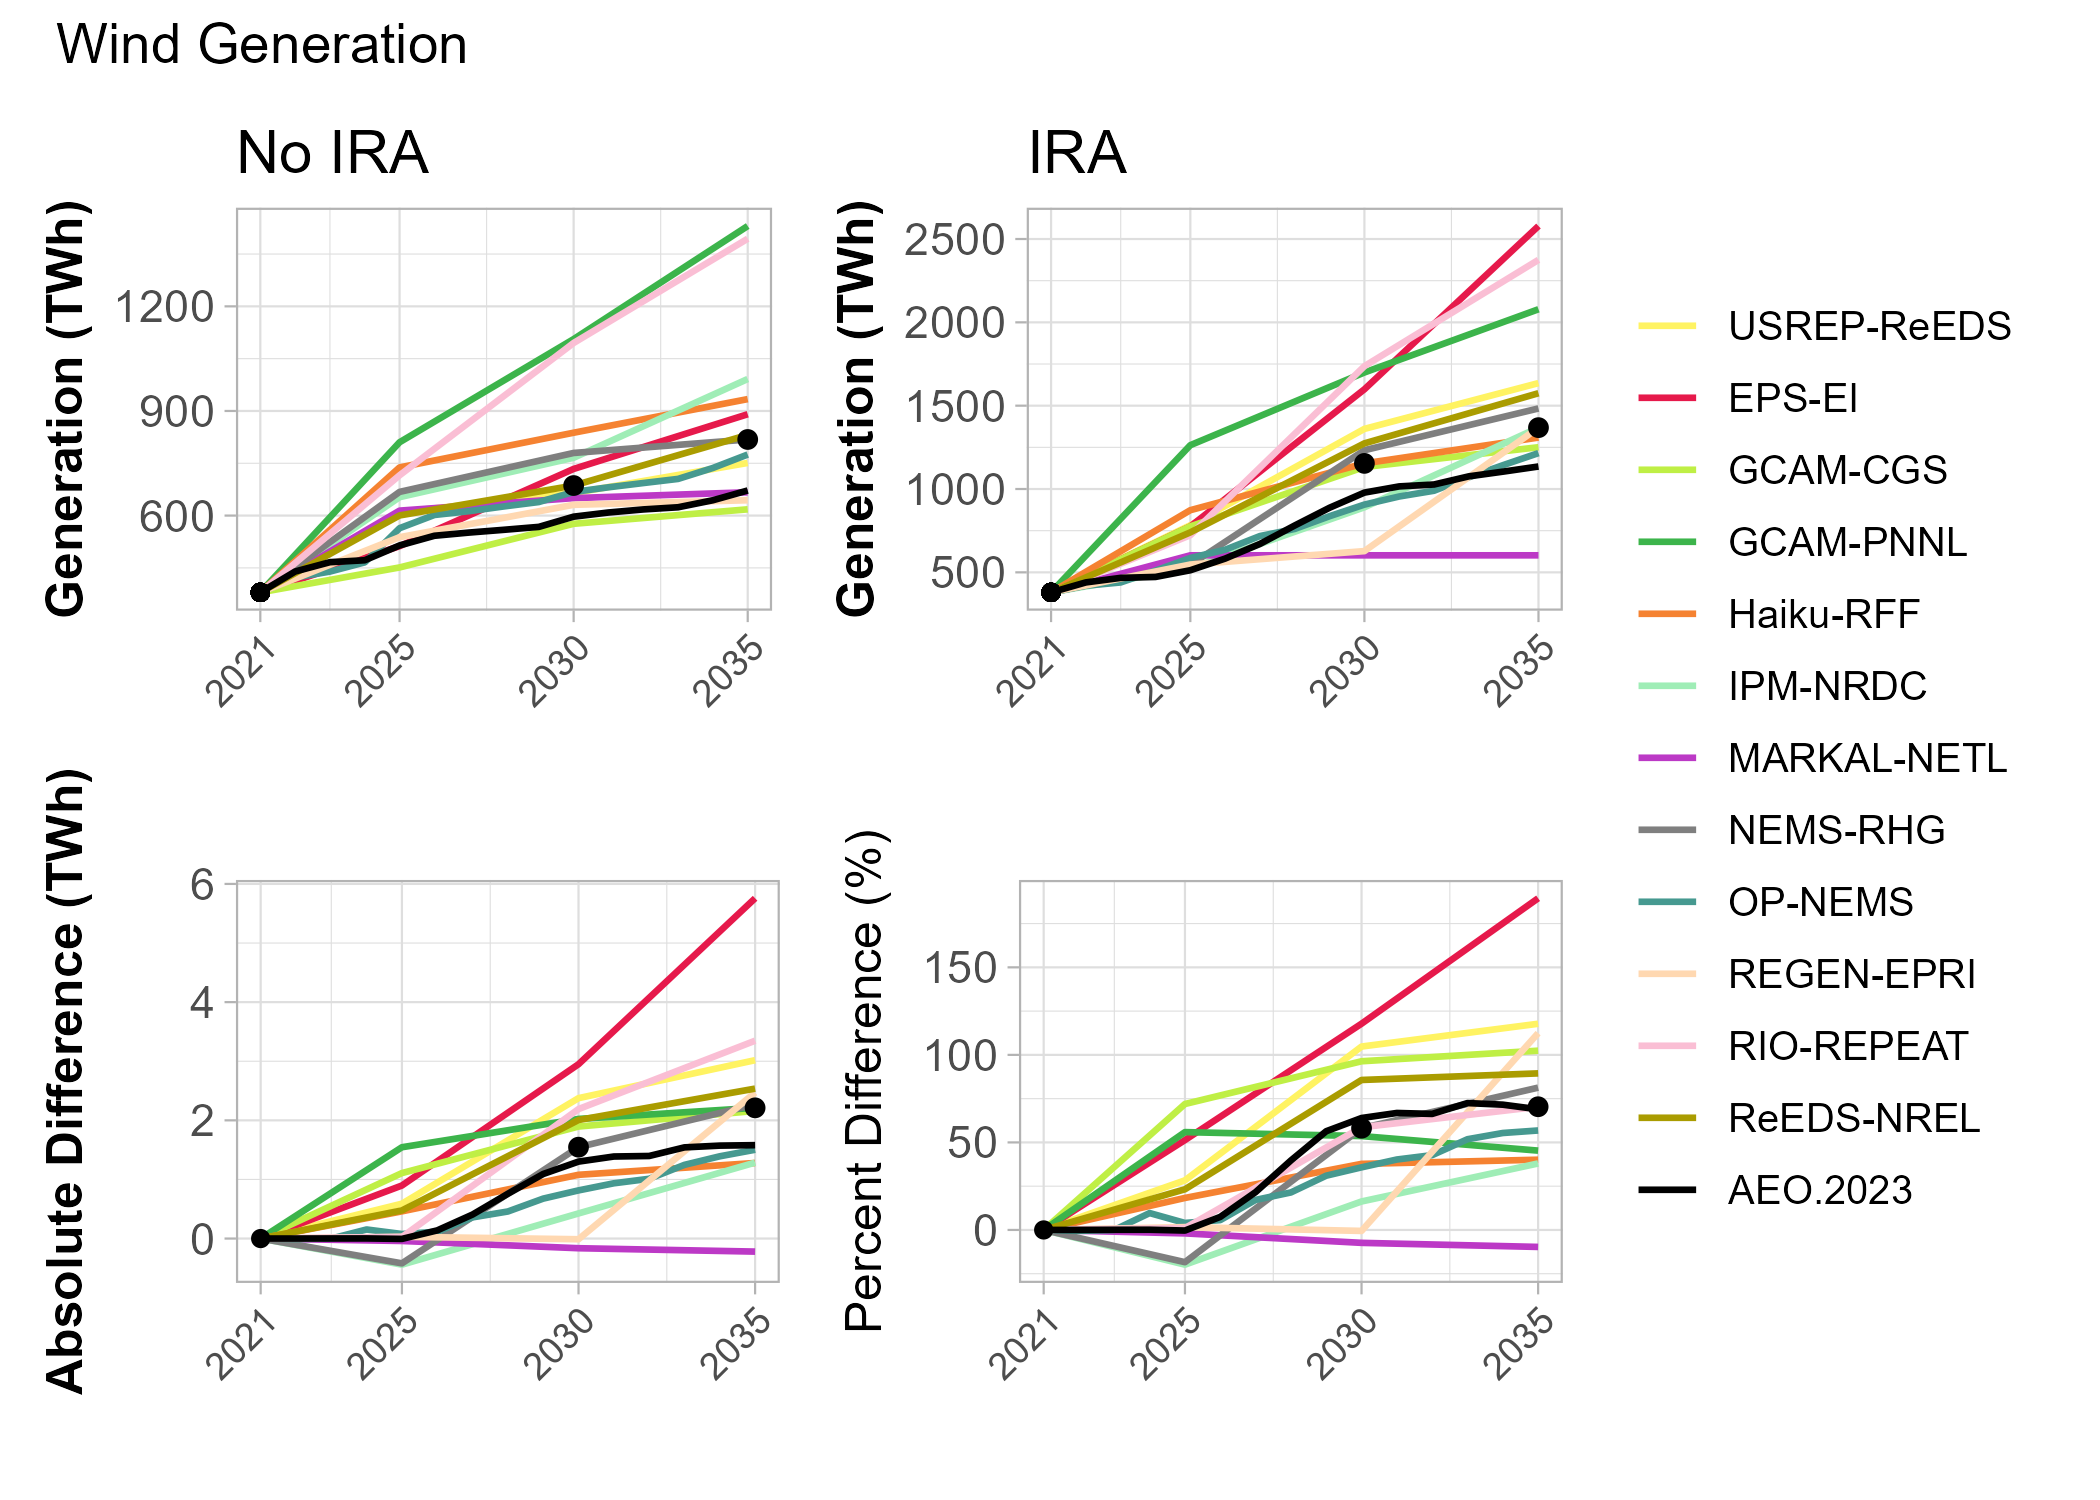 Wind Generation
No IRA
Generation (TWh)
1200
900
600
2021
2025
2030
2035
IRA
Generation (TWh)
2500
2000
1500
1000
500
2021
2025
2030
2035
Absolute Difference (TWh)
6
4
2
0
2021
2025
2030
2035
Percent Difference (%)
150
100
50
0
2021
2025
2030
2035
USREP-ReEDS
EPS-EI
GCAM-CGS
GCAM-PNNL
Haiku-RFF
IPM-NRDC
MARKAL-NETL
NEMS-RHG
OP-NEMS
REGEN-EPRI
RIO-REPEAT
ReEDS-NREL
AEO.2023